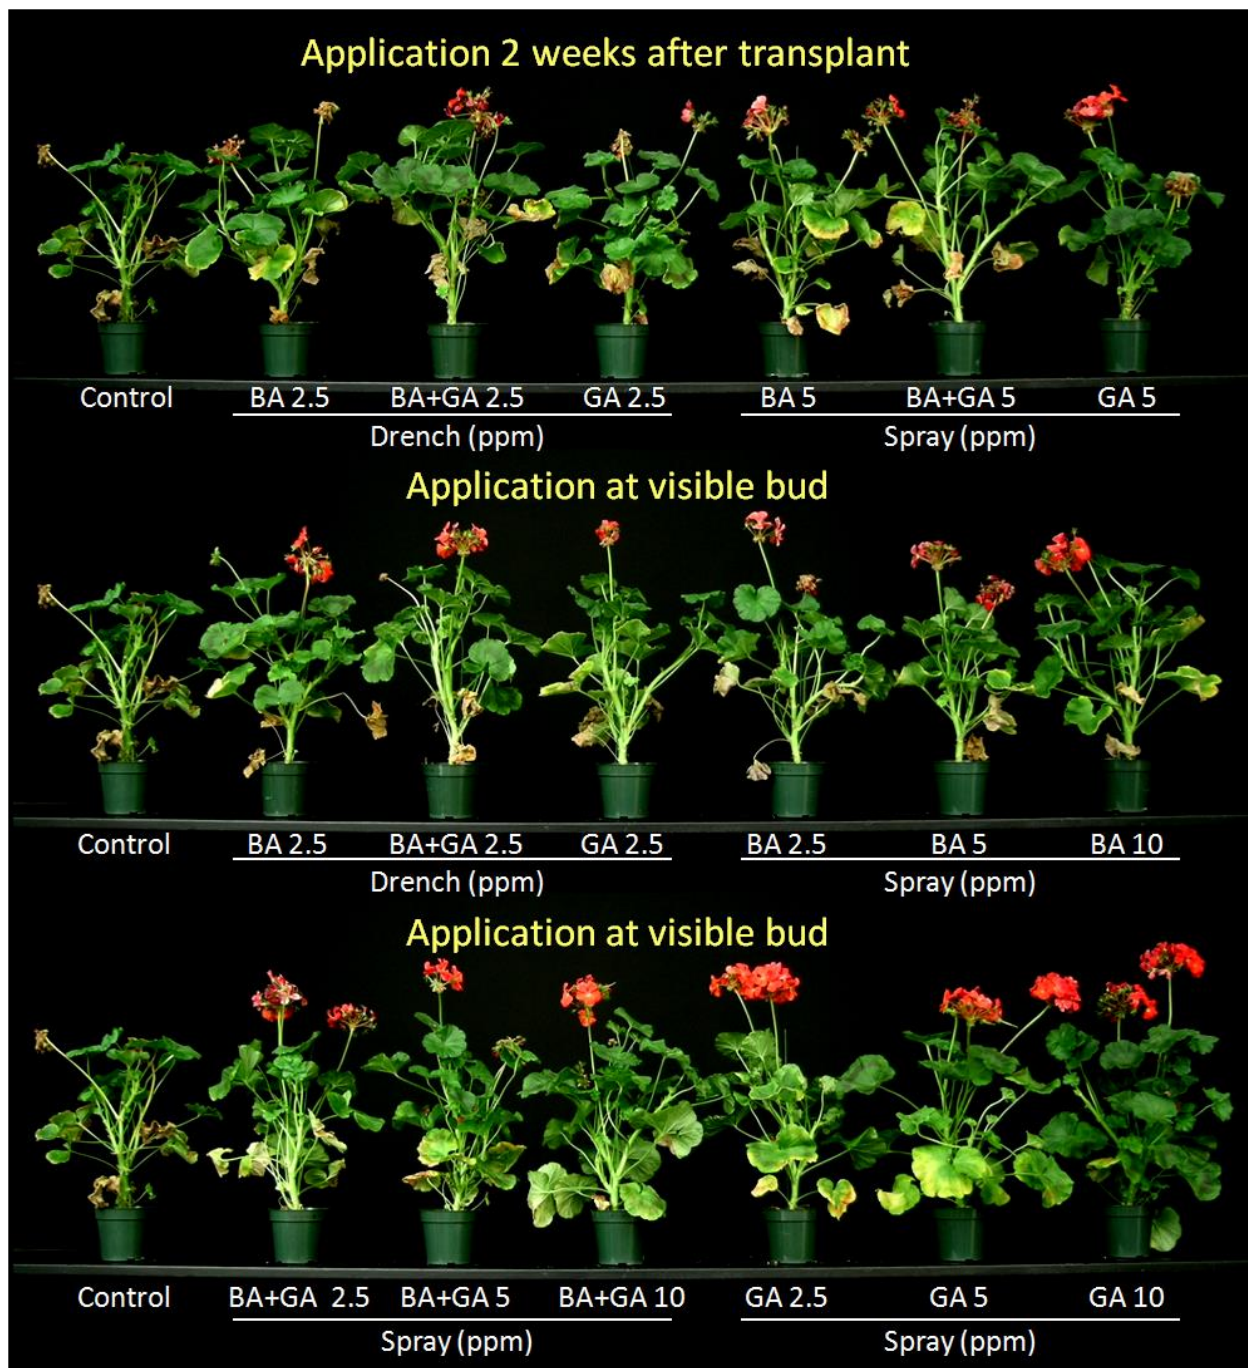 Application 2 weeks after transplant
Control BA 2.5 BA+GA 2.5 GA 2.5 BA 5 BA+GA 5 GA 5
Drench (ppm) Spray (ppm)
Application at visible bud
Control BA 2.5 BA+GA 2.5 GA 2.5 BA 2.5 BA 5 BA 10
Drench (ppm) Spray (ppm)
Application at visible bud
Control BA+GA 2.5 BA+GA 5 BA+GA 10 GA 2.5 GA 5 GA 10
Spray (ppm) Spray (ppm)